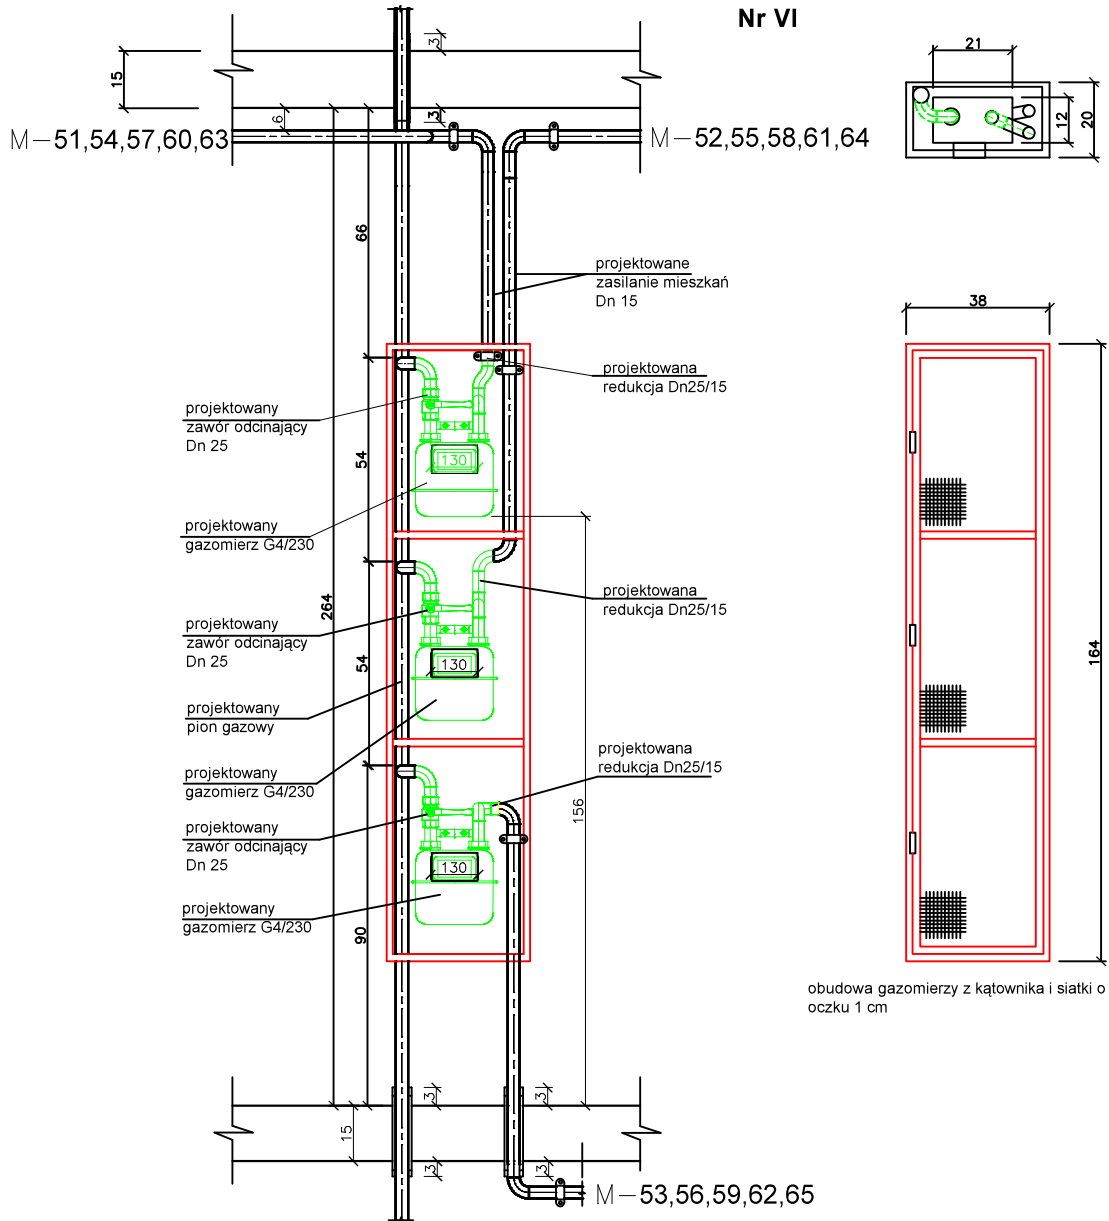 Nr VI
3
15
21
6
3
12
20
M-51,54,57,60,63
M-52,55,58,61,64
66
projektowane
zasilanie mieszkań
Dn 15
38
projektowana
redukcja Dn25/15
projektowany
zawór odcinający
Dn 25
54
130
projektowany
gazomierz G4/230
projektowana
redukcja Dn25/15
264
projektowany
zawór odcinający
Dn 25
54
130
164
projektowany
pion gazowy
projektowana
redukcja Dn25/15
projektowany
gazomierz G4/230
156
projektowany
zawór odcinający
Dn 25
130
projektowany
gazomierz G4/230
90
obudowa gazomierzy z kątownika i siatki o
oczku 1 cm
3
3
15
3
3
M-53,56,59,62,65